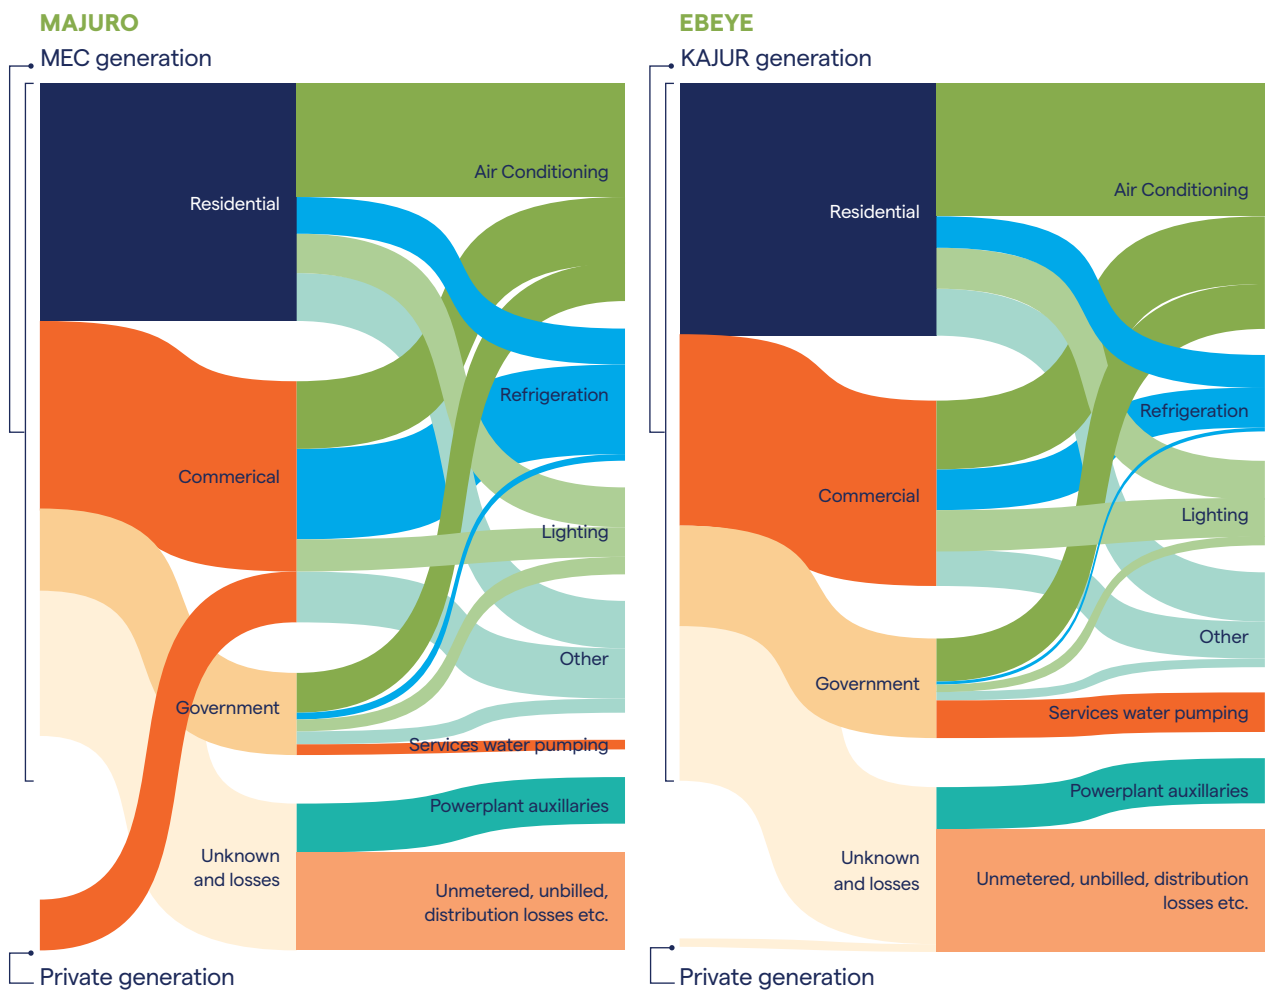 MAJURO
MEC generation
Residential
Air Conditioning
Refrigeration
Commerical
Lighting
Other
Government
Services water pumping
Powerplant auxillaries
Unknown
and losses
Unmetered, unbilled,
distribution losses etc.
Private generation
EBEYE
KAJUR generation
Air Conditioning
Residential
Refrigeration
Commercial
Lighting
Other
Government
Services water pumping
Powerplant auxillaries
Unknown
and losses
Unmetered, unbilled, distribution
losses etc.
Private generation